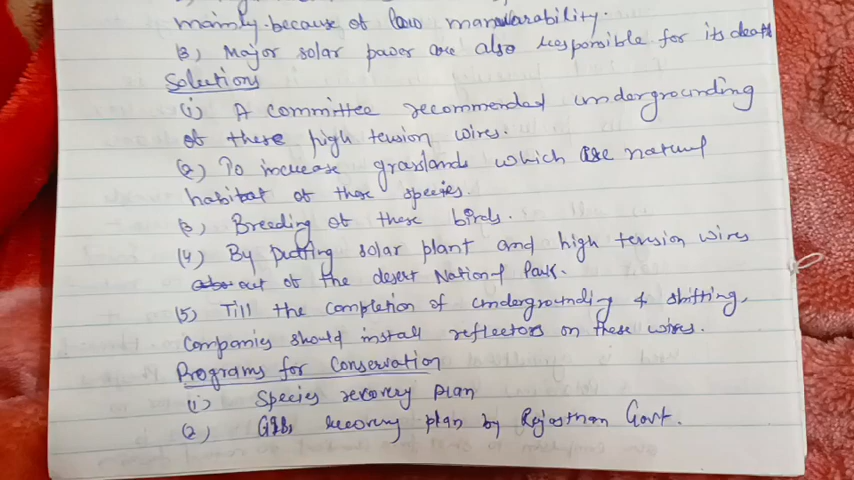 mainly because of low manuvarability.
(3) Major solar power are also responsible for its death
Solutions
(1) A committee recommended undergrounding
of these high tension wires.
(2) To increase grasslands which are natural
habitat of these species.
(3) Breeding of these birds.
(4) By putting solar plant and high tension wires
out of the desert National Park.
(5) Till the completion of undergrounding & shifting,
Companies should install reflectors on these wires.
Programs for Conservation
(1) Species recovery plan
(2) GIB, recovery plan by Rajasthan Govt.